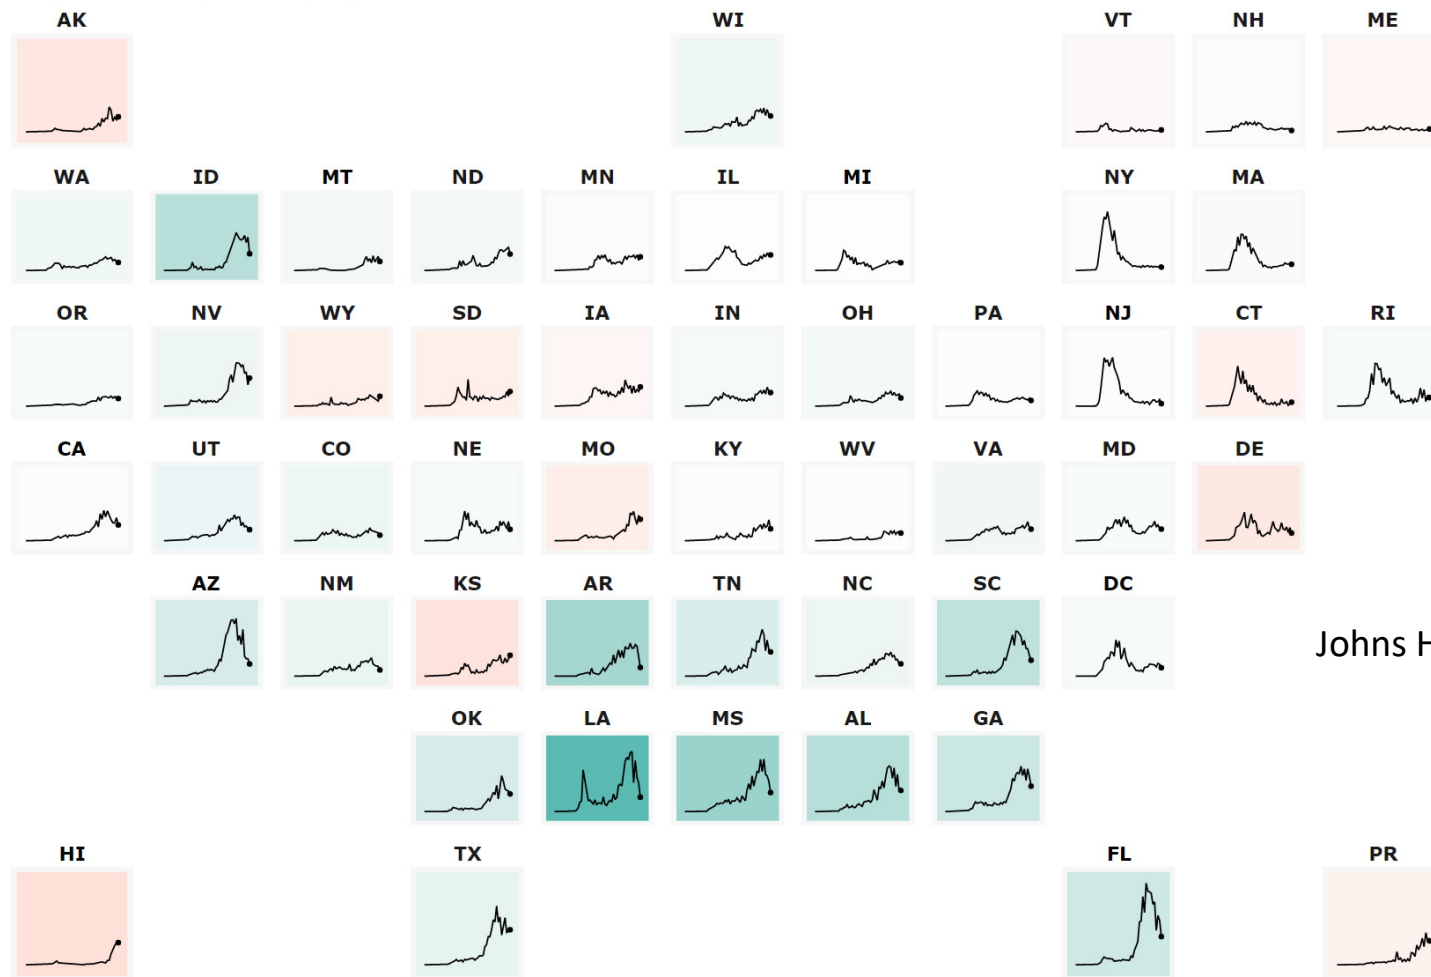 AK WI VT NH ME
WA ID MT ND MN IL MI NY MA
OR NV WY SD IA IN OH PA NJ CT RI
CA UT CO NE MO KY WV VA MD DE
AZ NM KS AR TN NC SC DC
Johns H
OK LA MS AL GA
HI TX FL PR